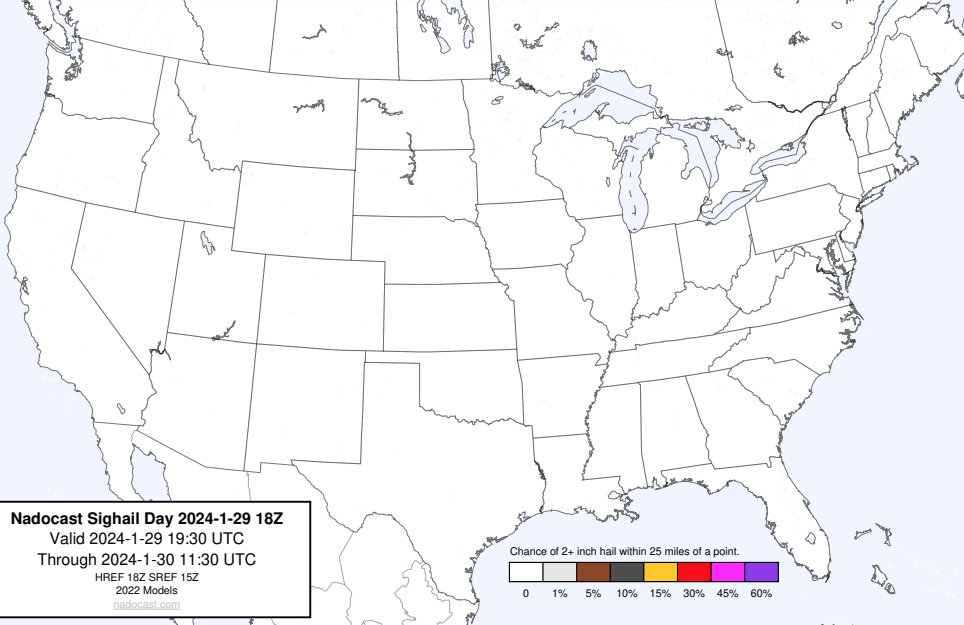 Nadocast Sighail Day 2024-1-29 18Z
Valid 2024-1-29 19:30 UTC
Through 2024-1-30 11:30 UTC
HREF 18Z SREF 15Z
2022 Models
nadocast.com
Chance of 2+ inch hail within 25 miles of a point.
0 1% 5% 10% 15% 30% 45% 60%